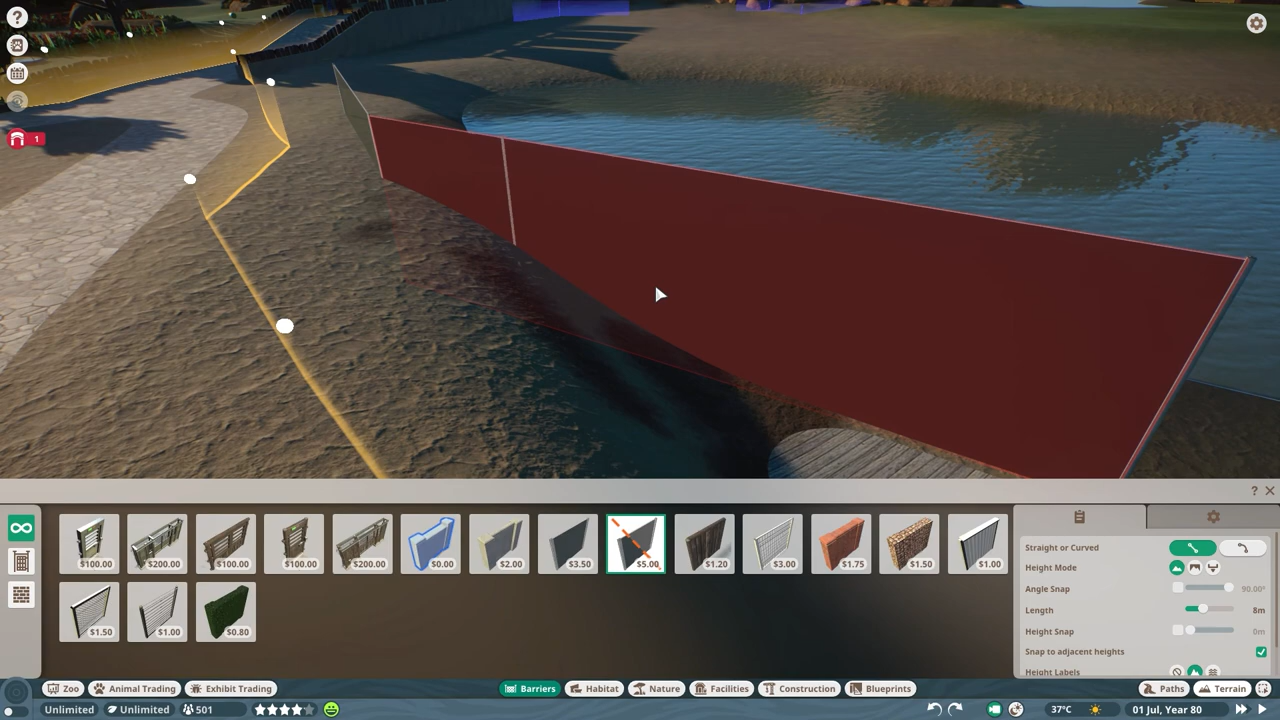 ?
1
?
$100.00
$200.00
$100.00
$100.00
$200.00
$0.00
$2.00
$3.50
$5.00
$1.20
$3.00
$1.75
$1.50
$1.00
$1.50
$1.00
$0.80
Straight or Curved
Height Mode
Angle Snap 90.00°
Length 8m
Height Snap 0m
Snap to adjacent heights
Height Labels
Zoo Animal Trading Exhibit Trading Barriers Habitat Nature Facilities Construction Blueprints Paths Terrain
Unlimited Unlimited 501 37°C 01 Jul, Year 80